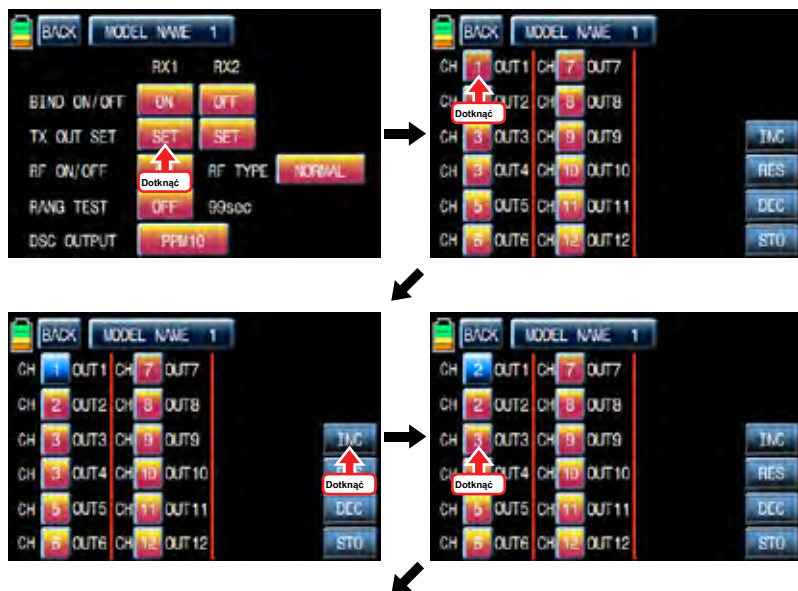 BACK MODEL NAME 1
RX1 RX2
BIND ON/OFF ON OFF
TX OUT SET SET SET
RF ON/OFF RF TYPE NORMAL
Dotknąć
RANG TEST OFF 99sec
DSC OUTPUT PPM10
BACK MODEL NAME 1
CH 1 OUT1 CH 7 OUT7
OUT2 CH 8 OUT8
Dotknąć
CH 3 OUT3 CH 9 OUT9 INC
CH 3 OUT4 CH 10 OUT10 RES
CH 5 OUT5 CH 11 OUT11 DEC
CH 6 OUT6 CH 12 OUT12 STO
BACK MODEL NAME 1
CH 1 OUT1 CH 7 OUT7
CH 2 OUT2 CH 8 OUT8
CH 3 OUT3 CH 9 OUT9 INC
CH 3 OUT4 CH 10 OUT10
Dotknąć
CH 5 OUT5 CH 11 OUT11 DEC
CH 6 OUT6 CH 12 OUT12 STO
BACK MODEL NAME 1
CH 2 OUT1 CH 7 OUT7
CH 2 OUT2 CH 8 OUT8
CH 3 OUT3 CH 9 OUT9 INC
OUT4 CH 10 OUT10 RES
Dotknąć
CH 5 OUT5 CH 11 OUT11 DEC
CH 6 OUT6 CH 12 OUT12 STO